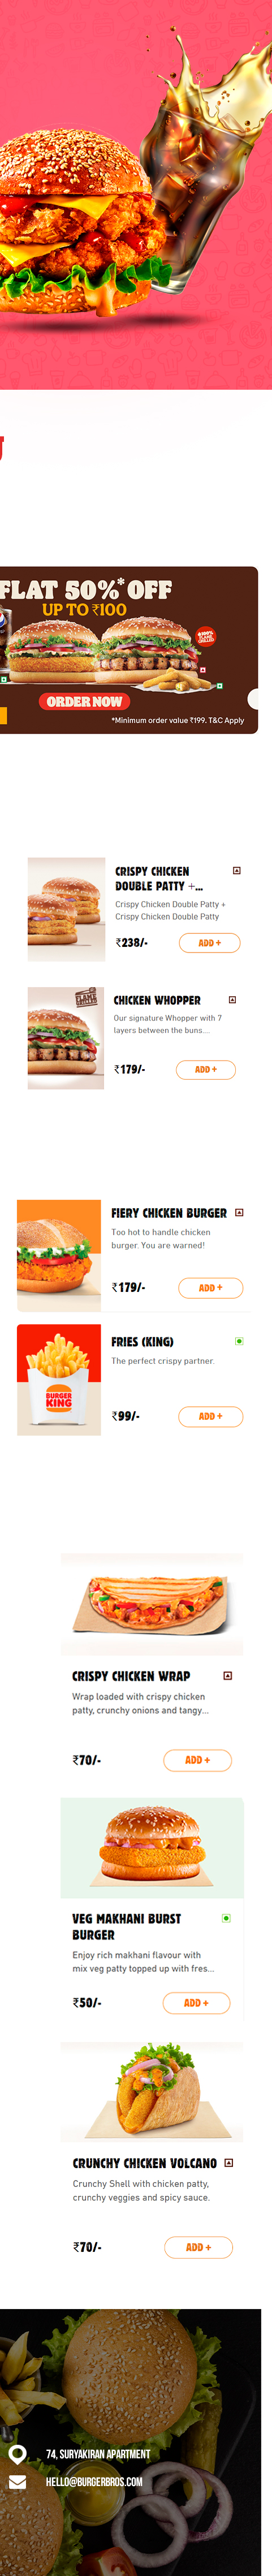 FLAT 50%* OFF
UP TO ₹100
ORDER NOW
*Minimum order value ₹199. T&C Apply
CRISPY CHICKEN
DOUBLE PATTY +...
Crispy Chicken Double Patty +
Crispy Chicken Double Patty
₹238/-
ADD +
FLAME
CHICKEN WHOPPER
Our signature Whopper with 7
layers between the buns....
₹179/-
ADD +
FIERY CHICKEN BURGER
Too hot to handle chicken
burger. You are warned!
₹179/-
ADD +
FRIES (KING)
The perfect crispy partner.
BURGER
KING
₹99/-
ADD +
CRISPY CHICKEN WRAP
Wrap loaded with crispy chicken
patty, crunchy onions and tangy...
₹70/-
ADD +
VEG MAKHANI BURST
BURGER
Enjoy rich makhani flavour with
mix veg patty topped up with fres...
₹50/-
ADD +
CRUNCHY CHICKEN VOLCANO
Crunchy Shell with chicken patty,
crunchy veggies and spicy sauce.
₹70/-
ADD +
74, SURYAKIRAN APARTMENT
HELLO@BURGERBROS.COM